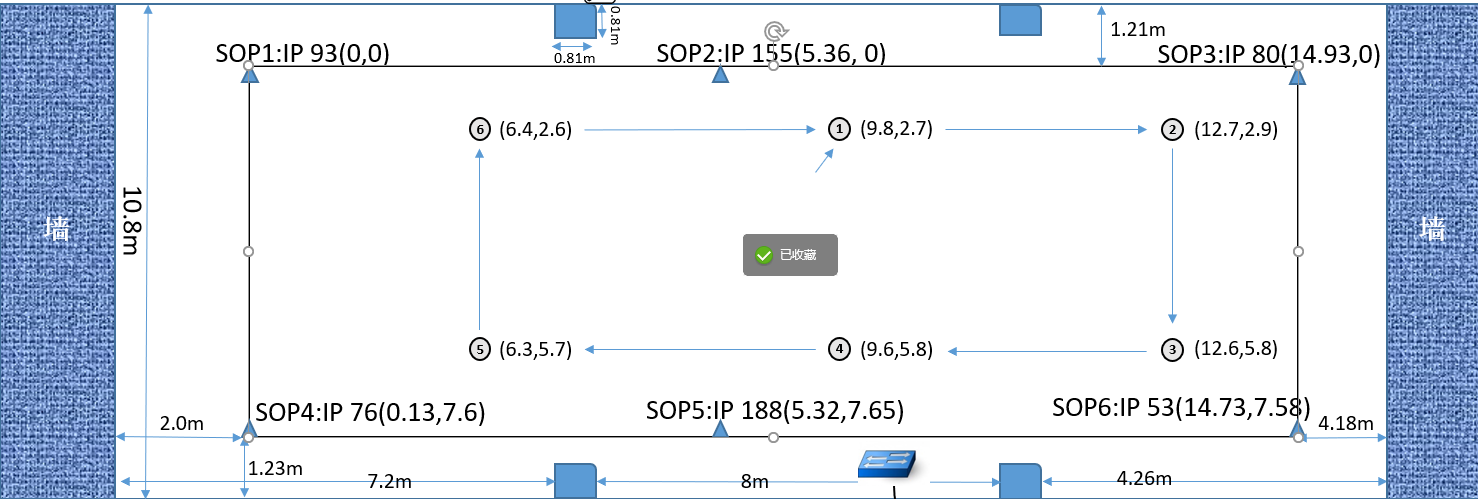 0.81m
0.81m
1.21m
SOP1:IP 93(0,0)
SOP2:IP 155(5.36, 0)
SOP3:IP 80(14.93,0)
6 (6.4,2.6)
1 (9.8,2.7)
2 (12.7,2.9)
10.8m
墙
墙
已收藏
5 (6.3,5.7)
4 (9.6,5.8)
3 (12.6,5.8)
SOP4:IP 76(0.13,7.6)
SOP5:IP 188(5.32,7.65)
SOP6:IP 53(14.73,7.58)
2.0m
4.18m
1.23m
7.2m
8m
4.26m